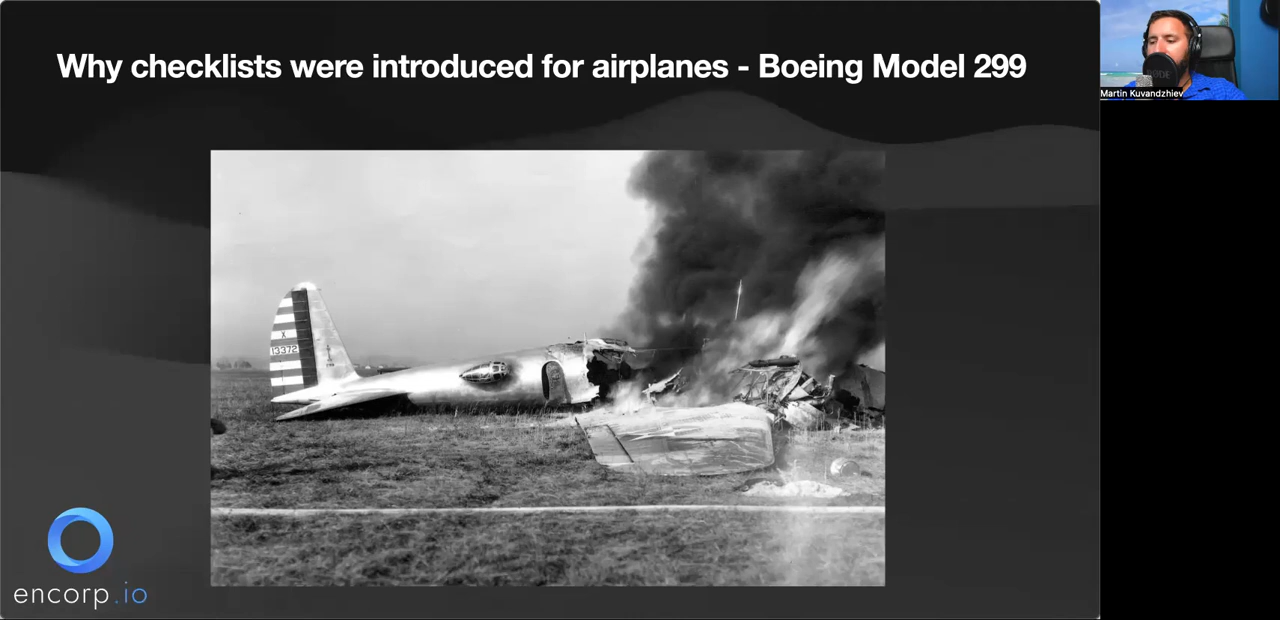 Why checklists were introduced for airplanes - Boeing Model 299
Martin Kuvandzhiev
X
13372
encorp.io